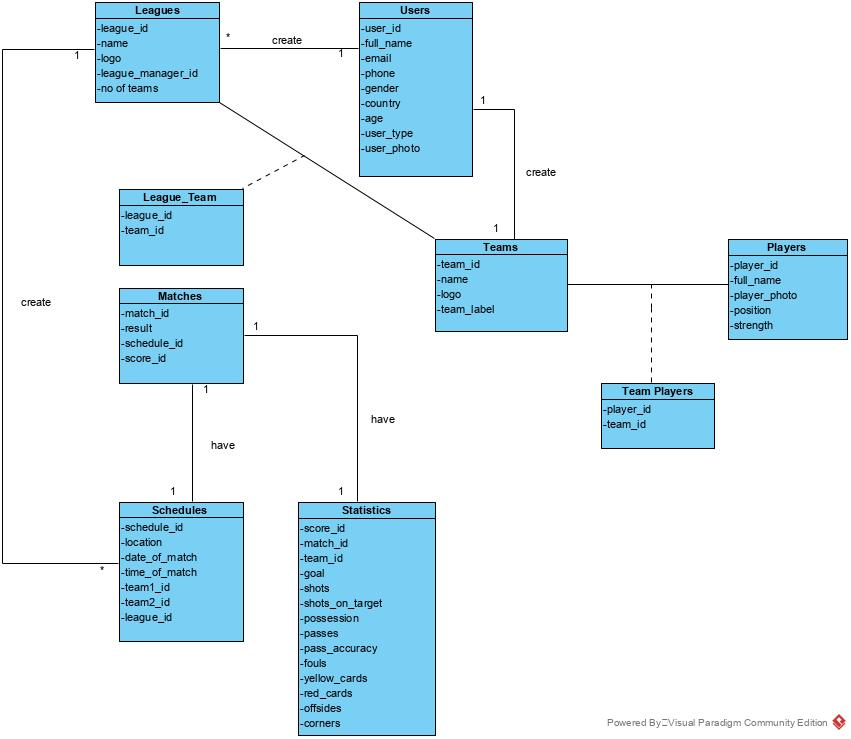 Leagues
-league_id
-name
-logo
-league_manager_id
-no of teams
Users
-user_id
-full_name
-email
-phone
-gender
-country
-age
-user_type
-user_photo
*
create
1
1
1
create
1
League_Team
-league_id
-team_id
Teams
-team_id
-name
-logo
-team_label
Players
-player_id
-full_name
-player_photo
-position
-strength
create
Matches
-match_id
-result
-schedule_id
-score_id
1
1
have
have
1
1
Team Players
-player_id
-team_id
Schedules
-schedule_id
-location
-date_of_match
-time_of_match
-team1_id
-team2_id
-league_id
*
Statistics
-score_id
-match_id
-team_id
-goal
-shots
-shots_on_target
-possession
-passes
-pass_accuracy
-fouls
-yellow_cards
-red_cards
-offsides
-corners
Powered By Visual Paradigm Community Edition